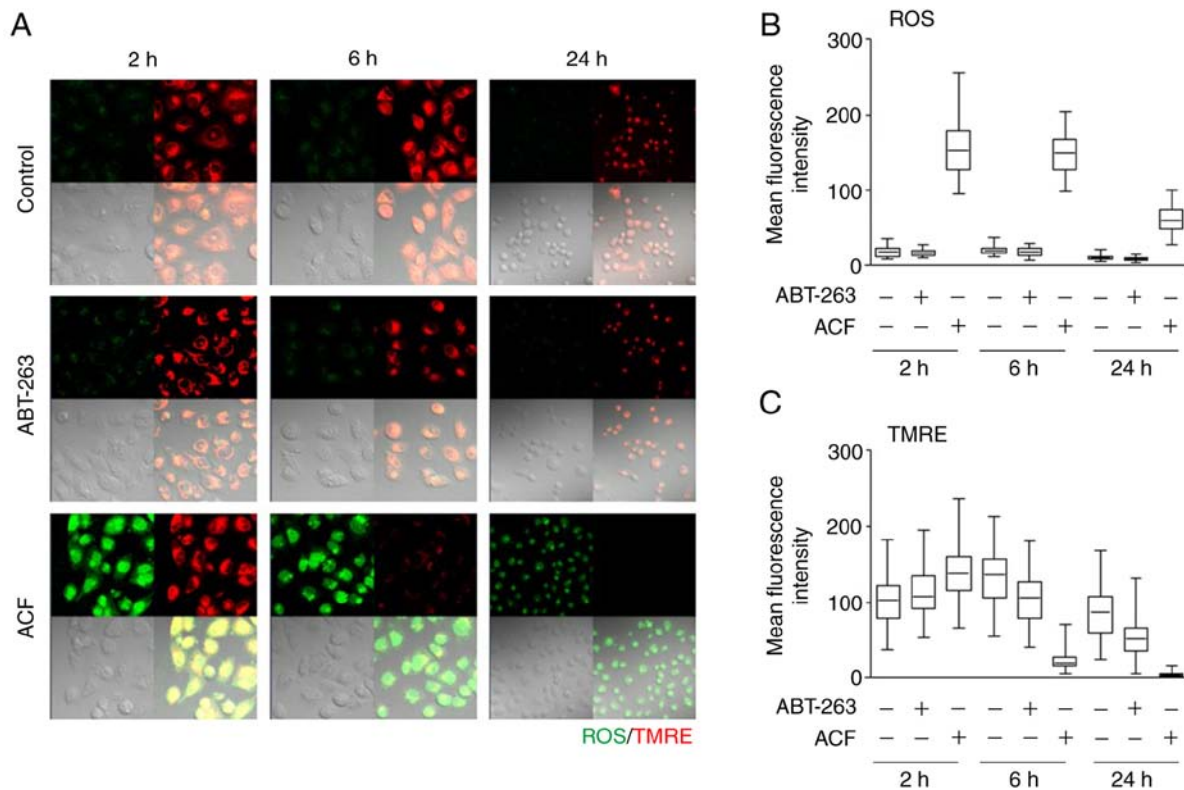 A
2 h 6 h 24 h
Control
ABT-263
ACF
ROS/TMRE
B
ROS
Mean fluorescence
intensity
300
200
100
0
ABT-263 – + – – + – – + –
ACF – – + – – + – – +
2 h 6 h 24 h
C
TMRE
Mean fluorescence
intensity
300
200
100
0
ABT-263 – + – – + – – + –
ACF – – + – – + – – +
2 h 6 h 24 h